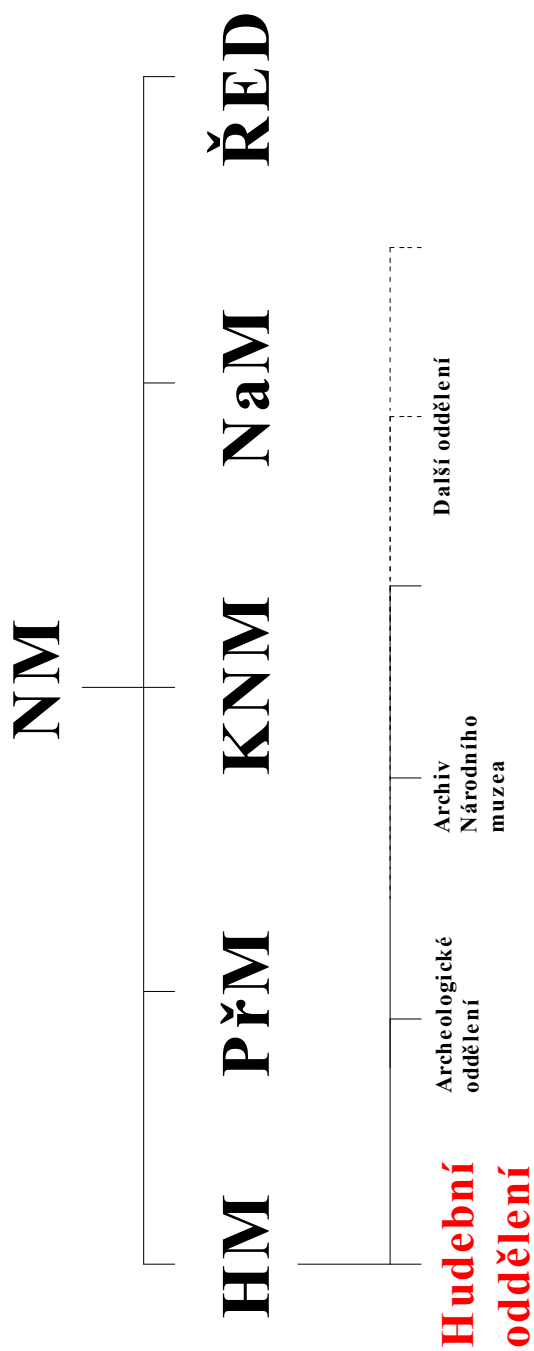 NM
HM
PřM
KNM
NaM
ŘED
Hudební
oddělení
Archeologické
oddělení
Archiv
Národního
muzea
Další oddělení